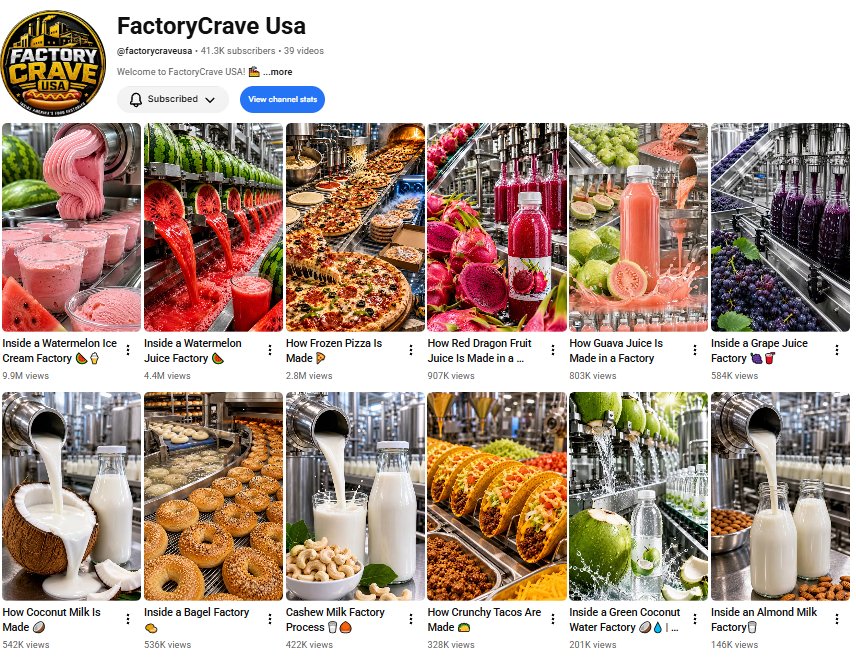 FACTORY
CRAVE
USA
FactoryCrave Usa
@factorycraveusa • 41.3K subscribers • 39 videos
Welcome to FactoryCrave USA! ...more
Subscribed
View channel stats
Inside a Watermelon Ice
Cream Factory 🍉🍦
9.9M views
Inside a Watermelon
Juice Factory 🍉
4.4M views
How Frozen Pizza Is
Made 🍕
2.8M views
How Red Dragon Fruit
Juice Is Made in a ...
907K views
How Guava Juice Is
Made in a Factory
803K views
Inside a Grape Juice
Factory 🍇🧃
584K views
How Coconut Milk Is
Made 🥥
542K views
Inside a Bagel Factory
🥯
536K views
Cashew Milk Factory
Process 🥛🌰
422K views
How Crunchy Tacos Are
Made 🌮
328K views
Inside a Green Coconut
Water Factory 🥥💧 | ...
201K views
Inside an Almond Milk
Factory🥛
146K views